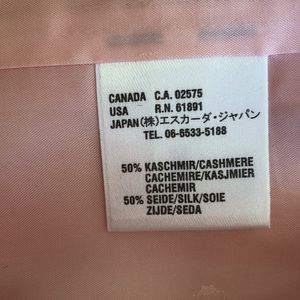 CANADA C.A. 02575
USA R.N. 61891
JAPAN(株)エスカーダ・ジャパン
TEL. 06-6533-5188
50% KASCHMIR/CASHMERE
CACHEMIRE/KASJMIER
CACHEMIR
50% SEIDE/SILK/SOIE
ZIJDE/SEDA